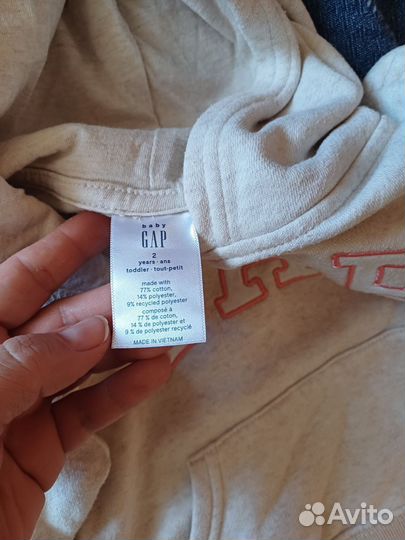 baby
GAP
2
years·ans
toddler·tout-petit
made with
77% cotton,
14% polyester,
9% recycled polyester
composé à
77 % de coton,
14 % de polyester et
9 % de polyester recyclé
MADE IN VIETNAM
Avito